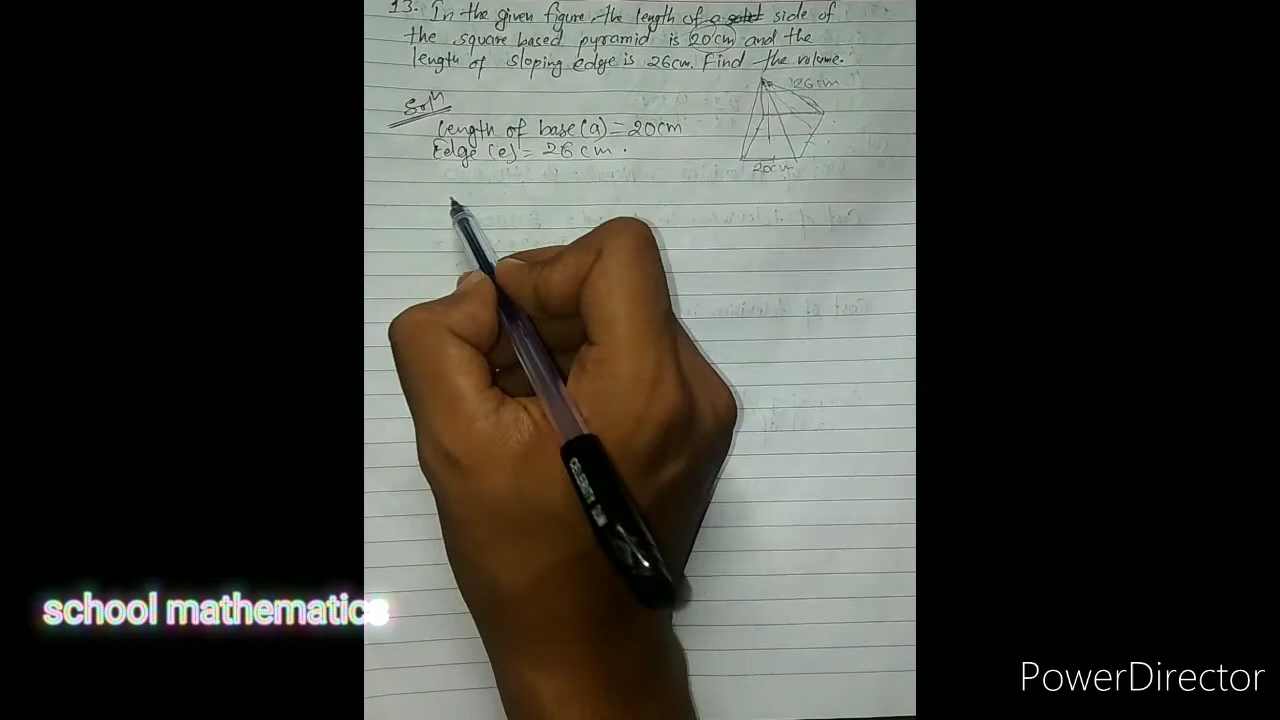 13. In the given figure, the length of a side of
the square based pyramid is 20cm and the
length of sloping edge is 26cm. Find the volume.
26cm
Solⁿ
Length of base(a) = 20cm
Edge (e) = 26cm.
20cm
school mathematics
PowerDirector